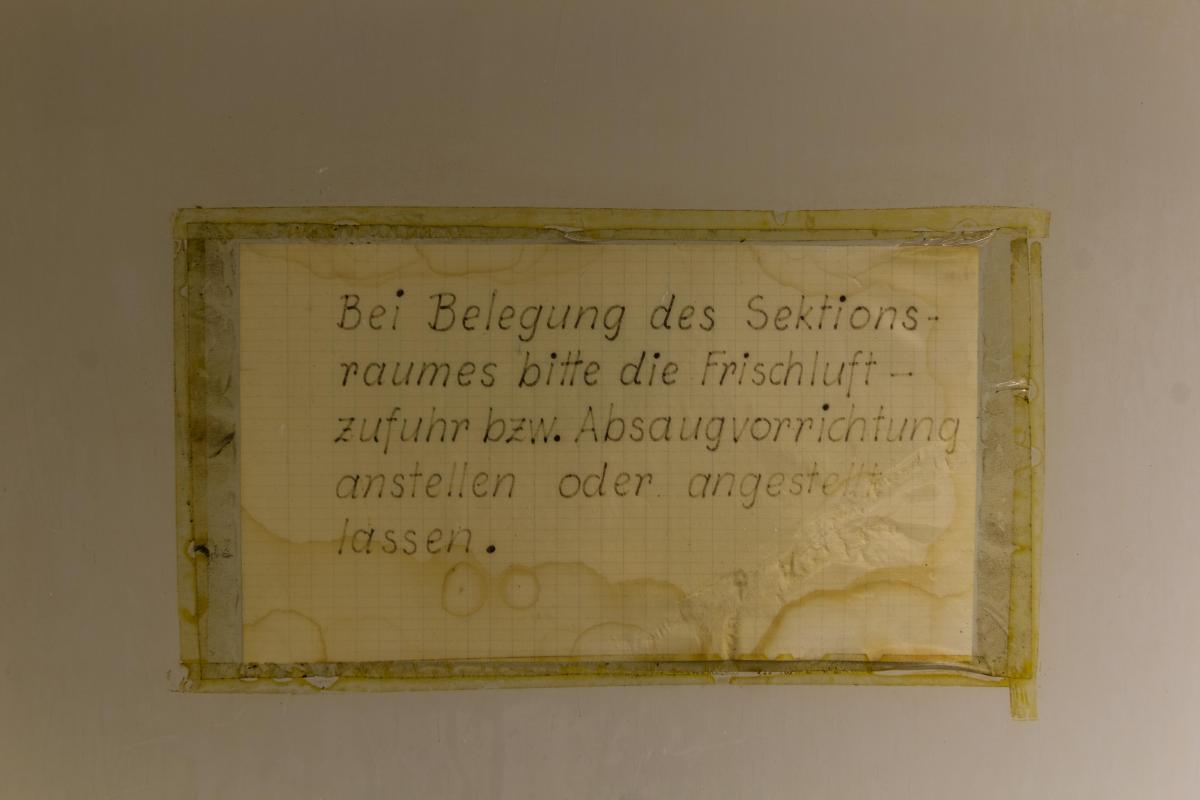 Bei Belegung des Sektions-
raumes bitte die Frischluft-
zufuhr bzw. Absaugvorrichtung
anstellen oder angestellt
lassen.